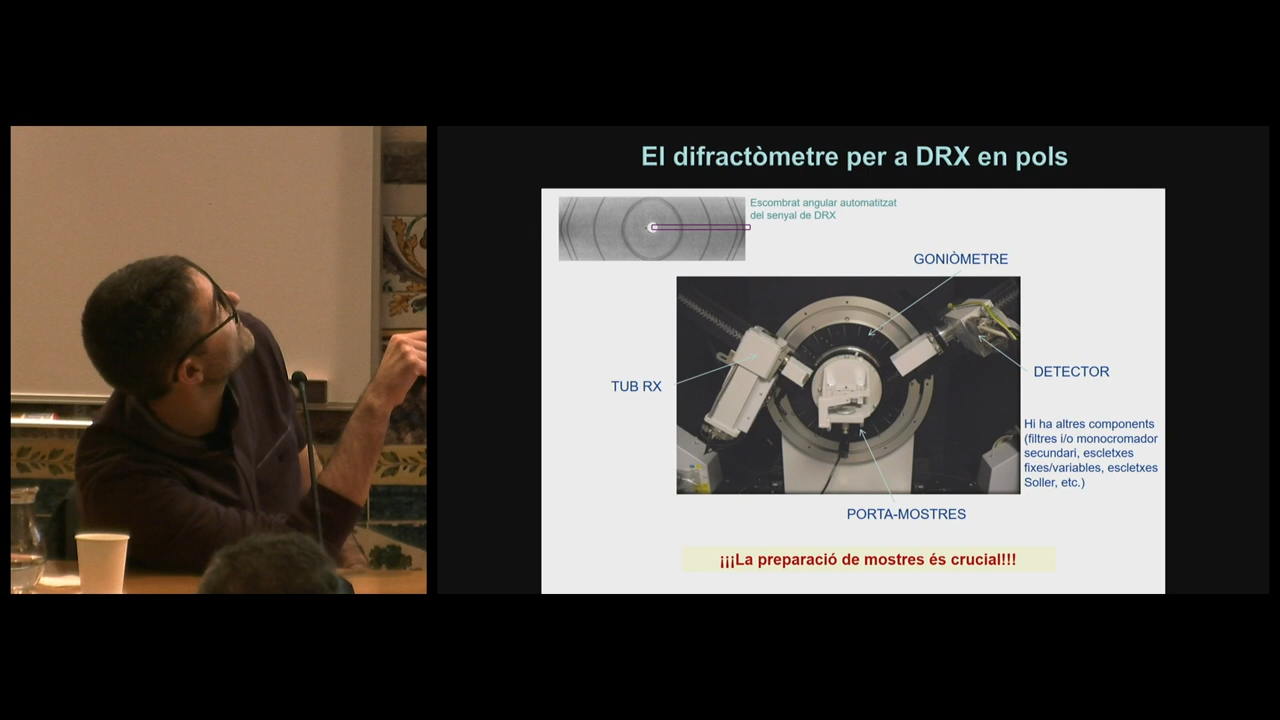 El difractòmetre per a DRX en pols
Escombrat angular automatitzat
del senyal de DRX
GONIÒMETRE
TUB RX
DETECTOR
Hi ha altres components
(filtres i/o monocromador
secundari, escletxes
fixes/variables, escletxes
Soller, etc.)
PORTA-MOSTRES
¡¡¡La preparació de mostres és crucial!!!